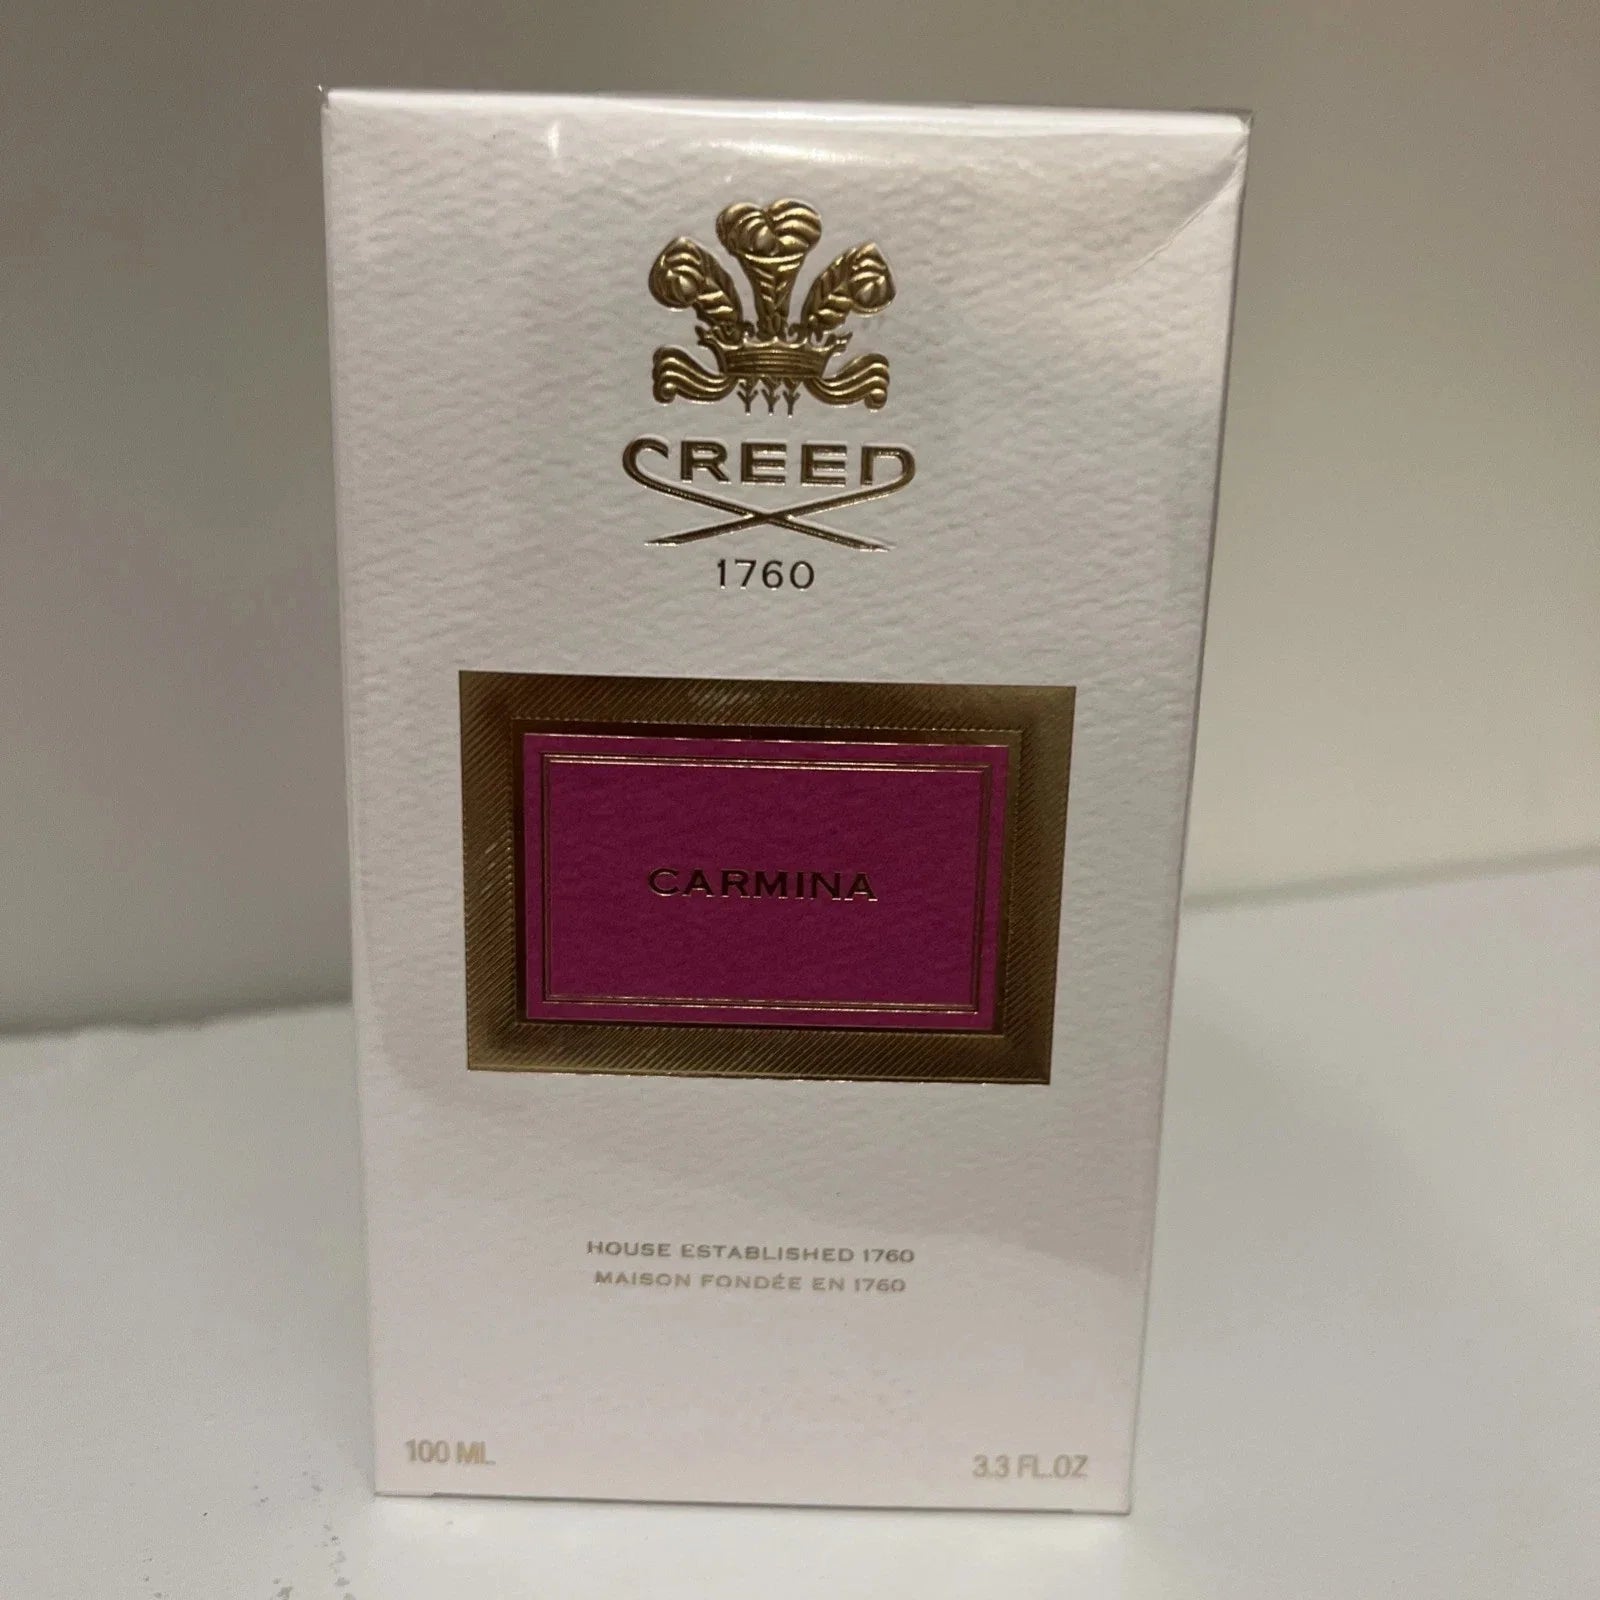 CREED
1760
CARMINA
HOUSE ESTABLISHED 1760
MAISON FONDÉE EN 1760
100 ML
3.3 FL.OZ